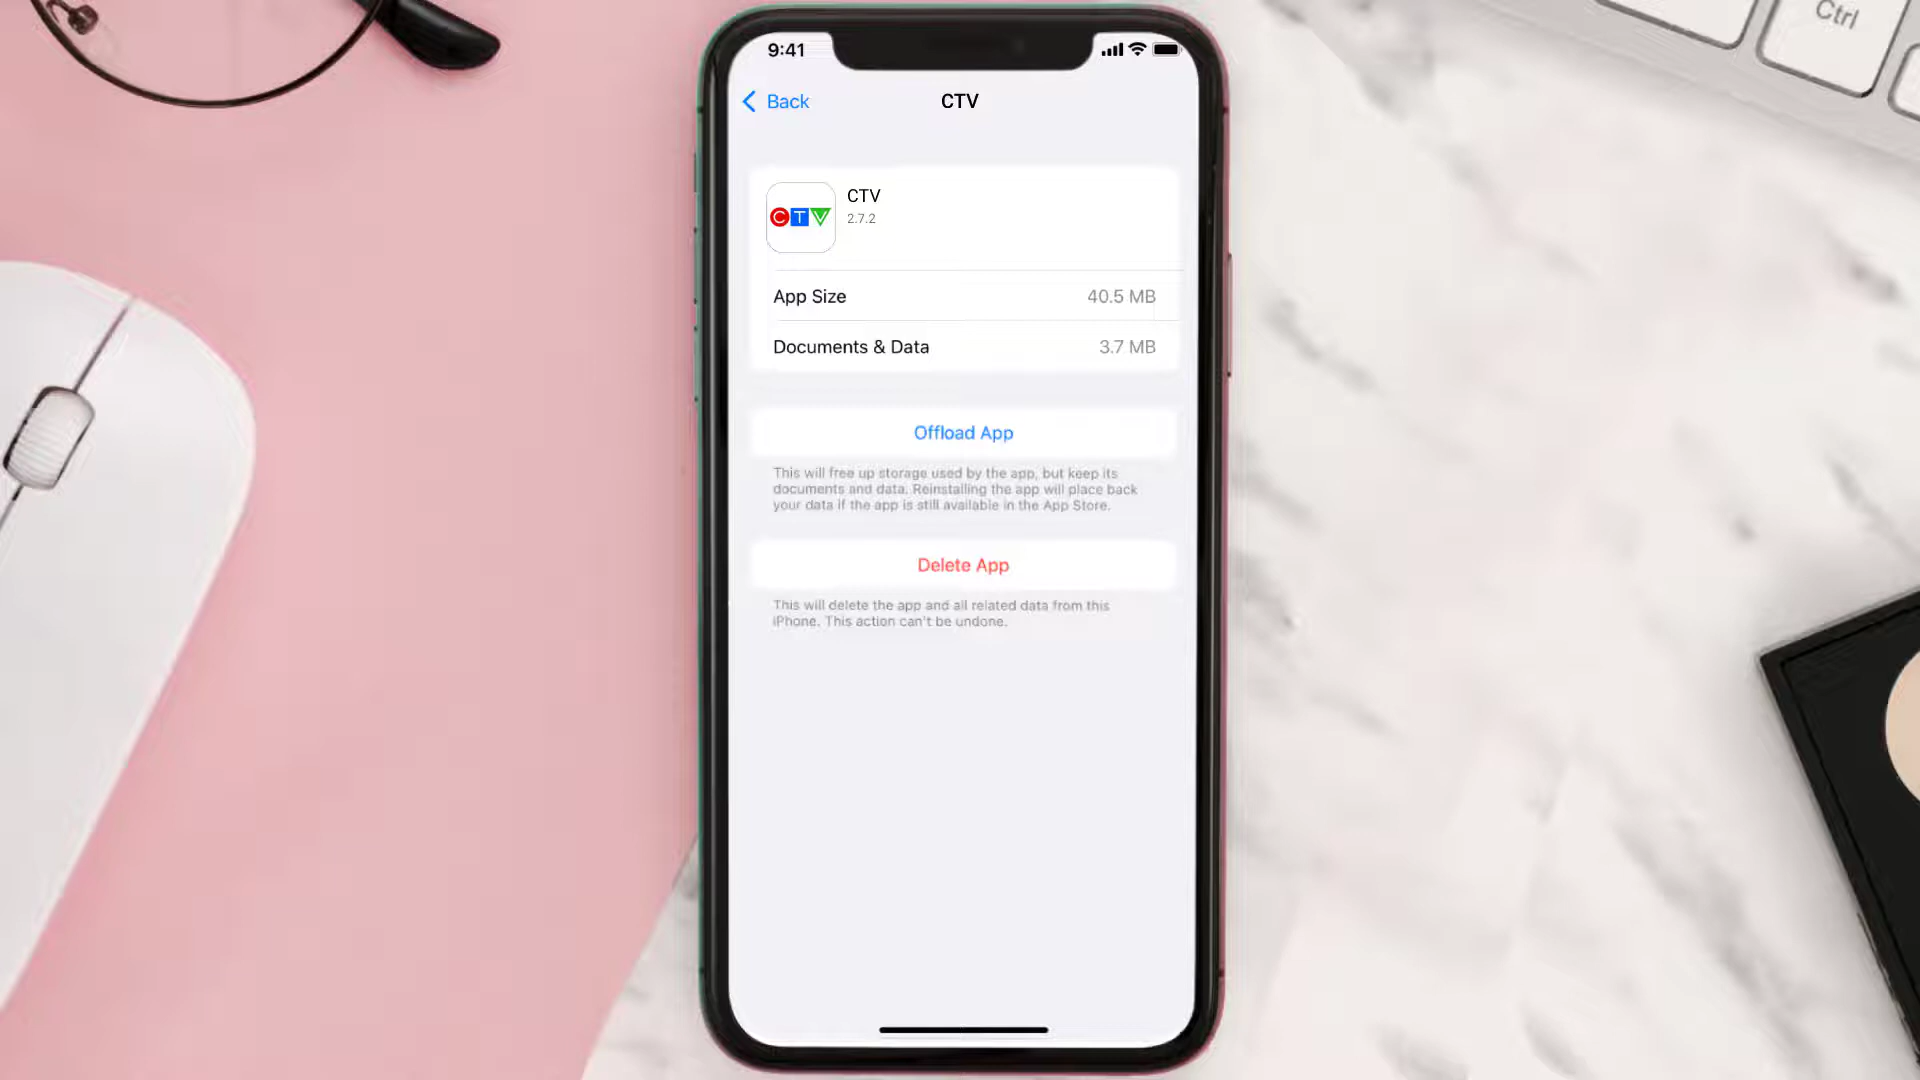 Ctrl
9:41
Back
CTV
CTV
CTV
2.7.2
App Size
40.5 MB
Documents & Data
3.7 MB
Offload App
This will free up storage used by the app, but keep its
documents and data. Reinstalling the app will place back
your data if the app is still available in the App Store.
Delete App
This will delete the app and all related data from this
iPhone. This action can't be undone.